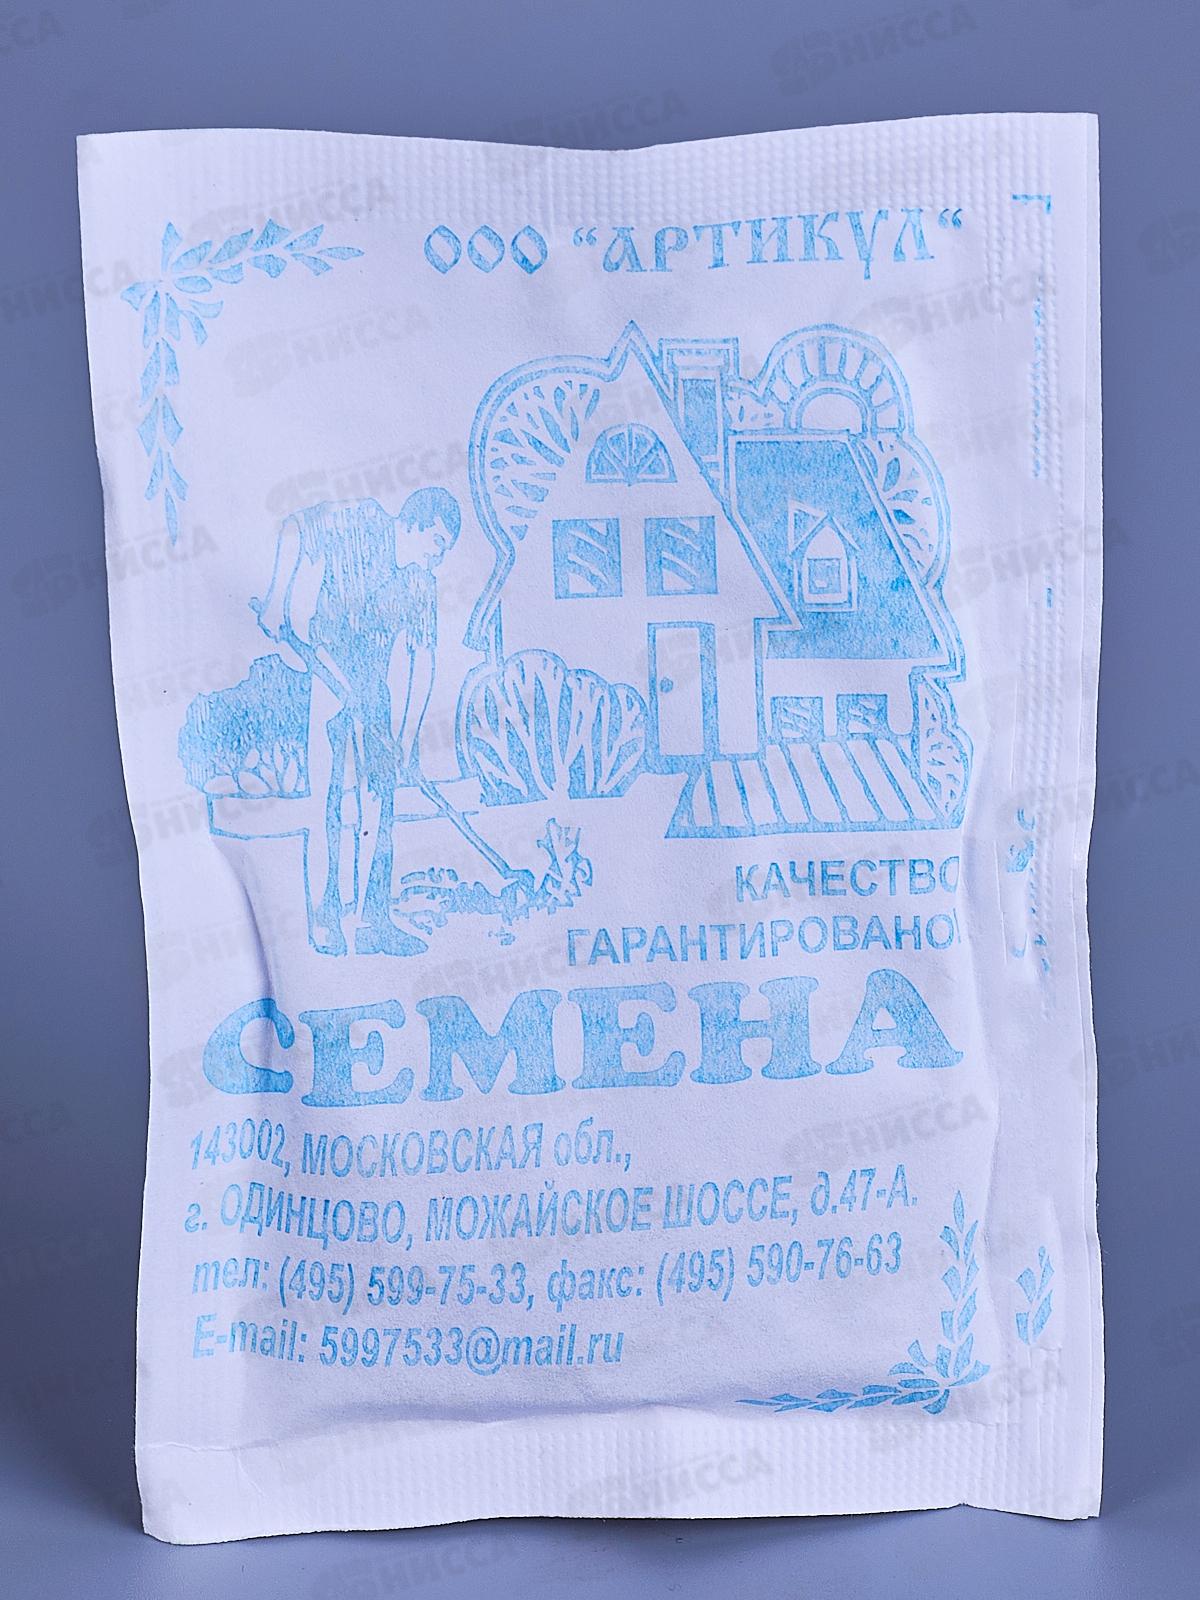 ООО “АРТИКУЛ“
КАЧЕСТВО
ГАРАНТИРОВАНО
СЕМЕНА
143002, МОСКОВСКАЯ обл.,
г. ОДИНЦОВО, МОЖАЙСКОЕ ШОССЕ, д.47-А.
тел: (495) 599-75-33, факс: (495) 590-76-63
E-mail: 5997533@mail.ru